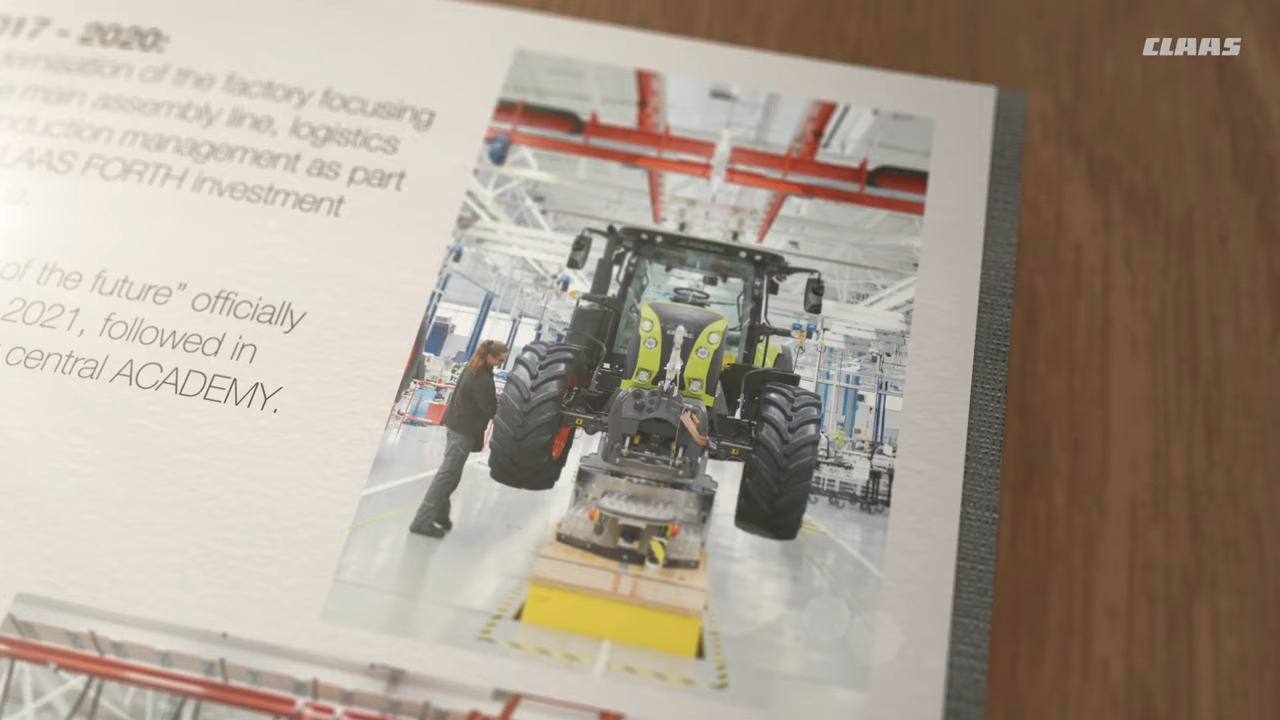 017 - 2020:
ernisation of the factory focusing
e main assembly line, logistics
oduction management as part
LAAS FORTH investment
of the future" officially
2021, followed in
central ACADEMY.
CLAAS